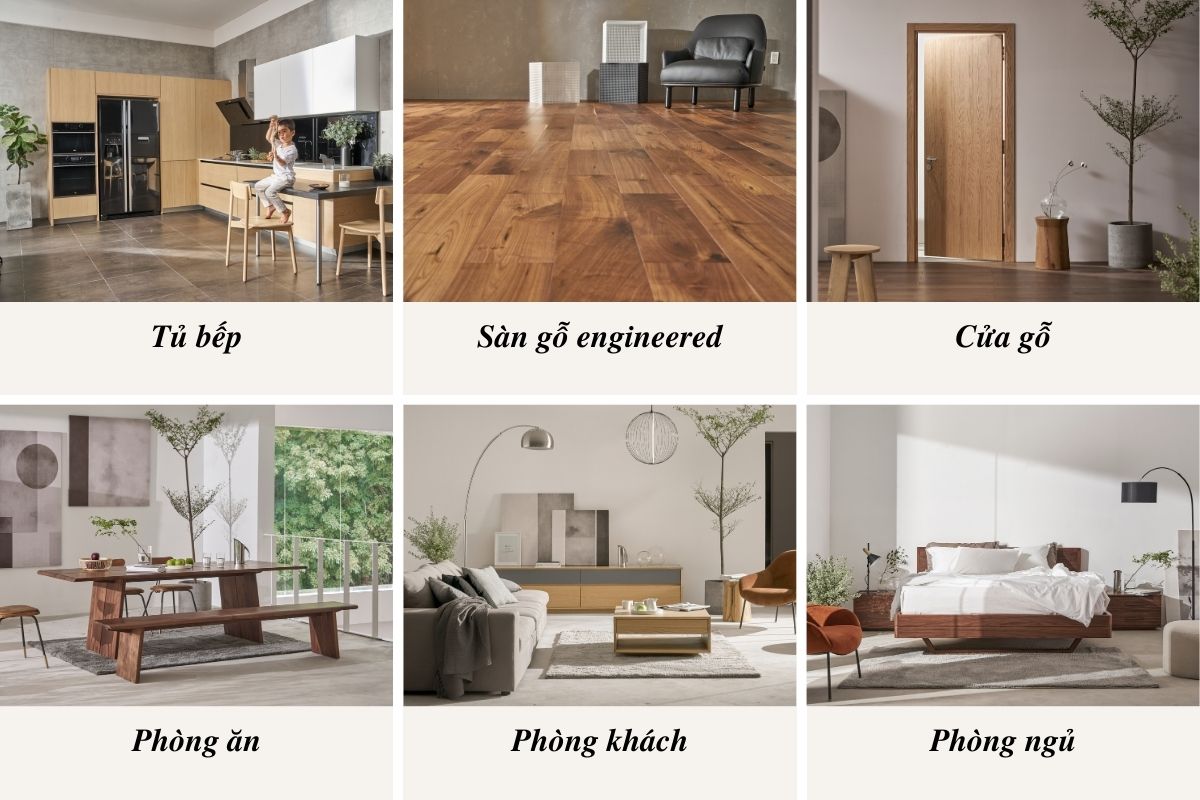 Tủ bếp
Sàn gỗ engineered
Cửa gỗ
Phòng ăn
Phòng khách
Phòng ngủ